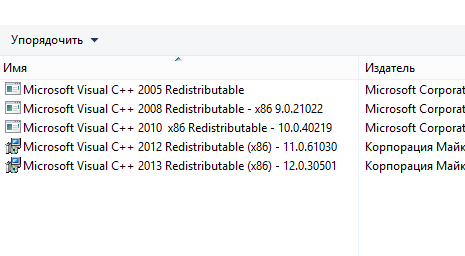 Упорядочить
Имя Издатель
Microsoft Visual C++ 2005 Redistributable Microsoft Corporat
Microsoft Visual C++ 2008 Redistributable - x86 9.0.21022 Microsoft Corporat
Microsoft Visual C++ 2010 x86 Redistributable - 10.0.40219 Microsoft Corporat
Microsoft Visual C++ 2012 Redistributable (x86) - 11.0.61030 Корпорация Майк
Microsoft Visual C++ 2013 Redistributable (x86) - 12.0.30501 Корпорация Майк